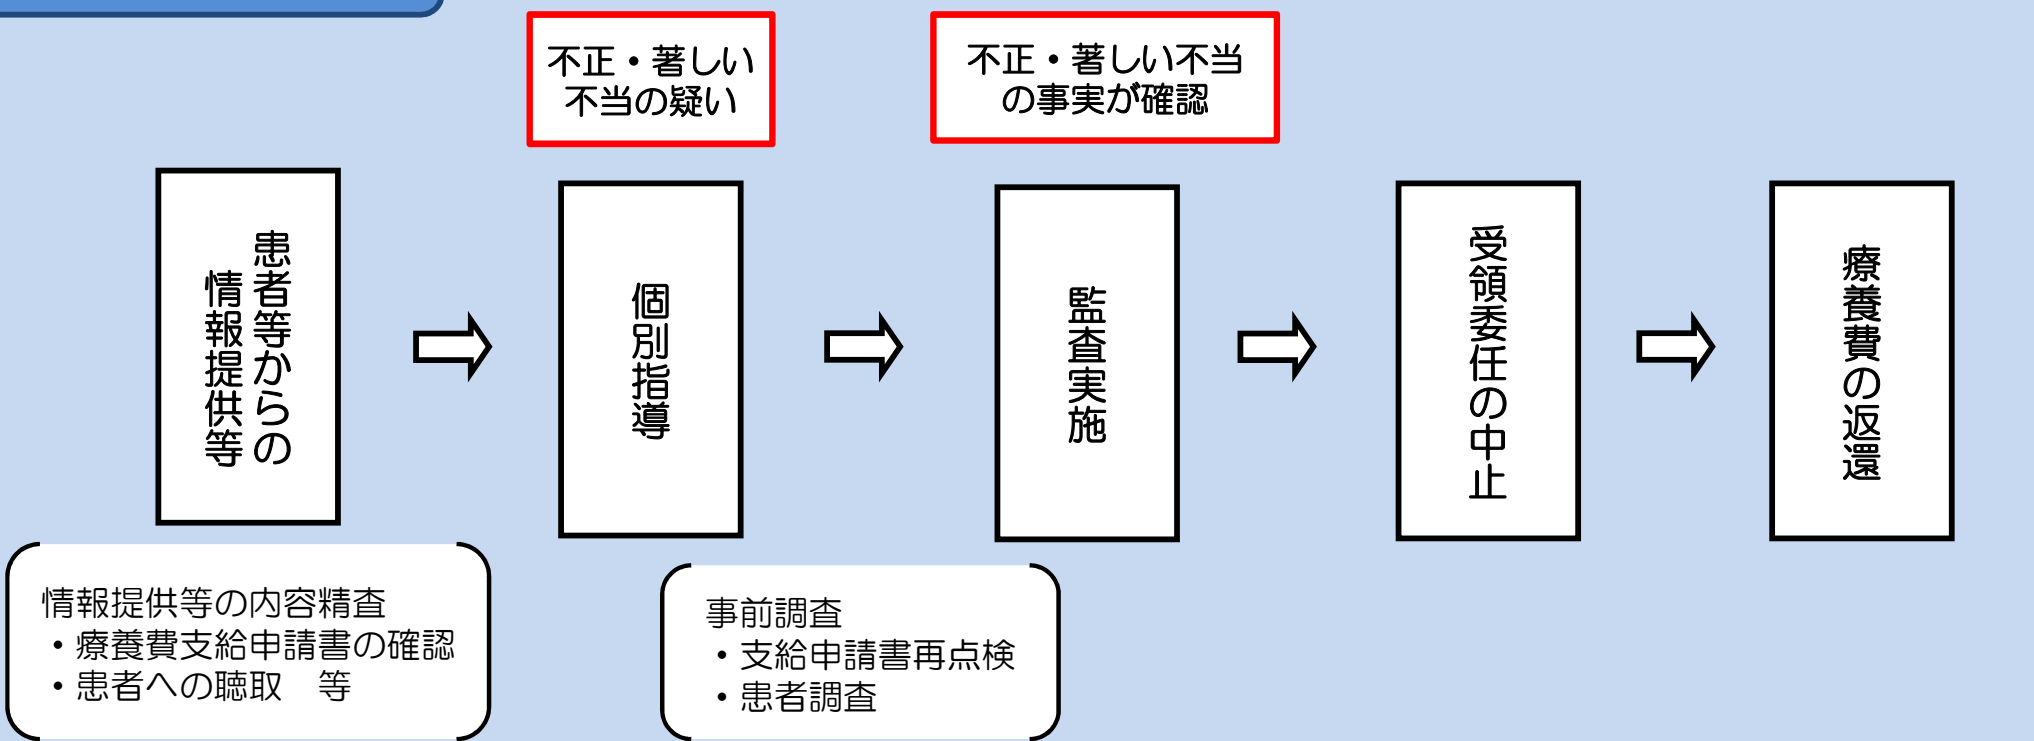 不正・著しい
不当の疑い
不正・著しい不当
の事実が確認
患者等からの
情報提供等
個別指導
監査実施
受領委任の中止
療養費の返還
情報提供等の内容精査
・療養費支給申請書の確認
・患者への聴取　等
事前調査
・支給申請書再点検
・患者調査